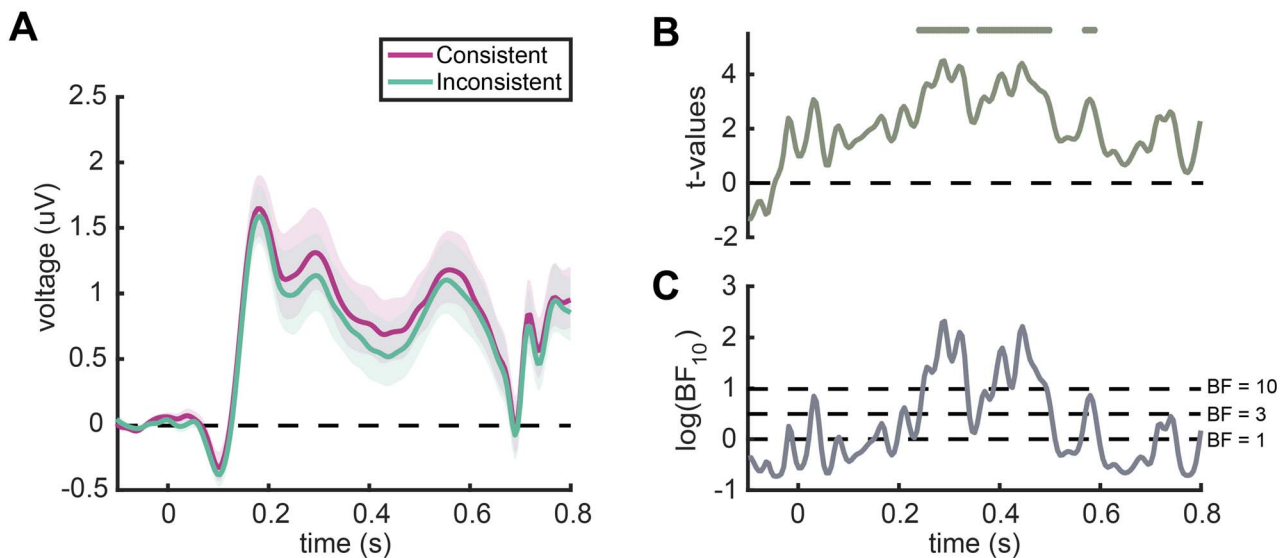 A
Consistent
Inconsistent
2.5
2
1.5
1
0.5
0
-0.5
voltage (uV)
0 0.2 0.4 0.6 0.8
time (s)
B
4
2
0
-2
t-values
C
3
2
1
0
-1
log(BF10)
BF = 10
BF = 3
BF = 1
0 0.2 0.4 0.6 0.8
time (s)